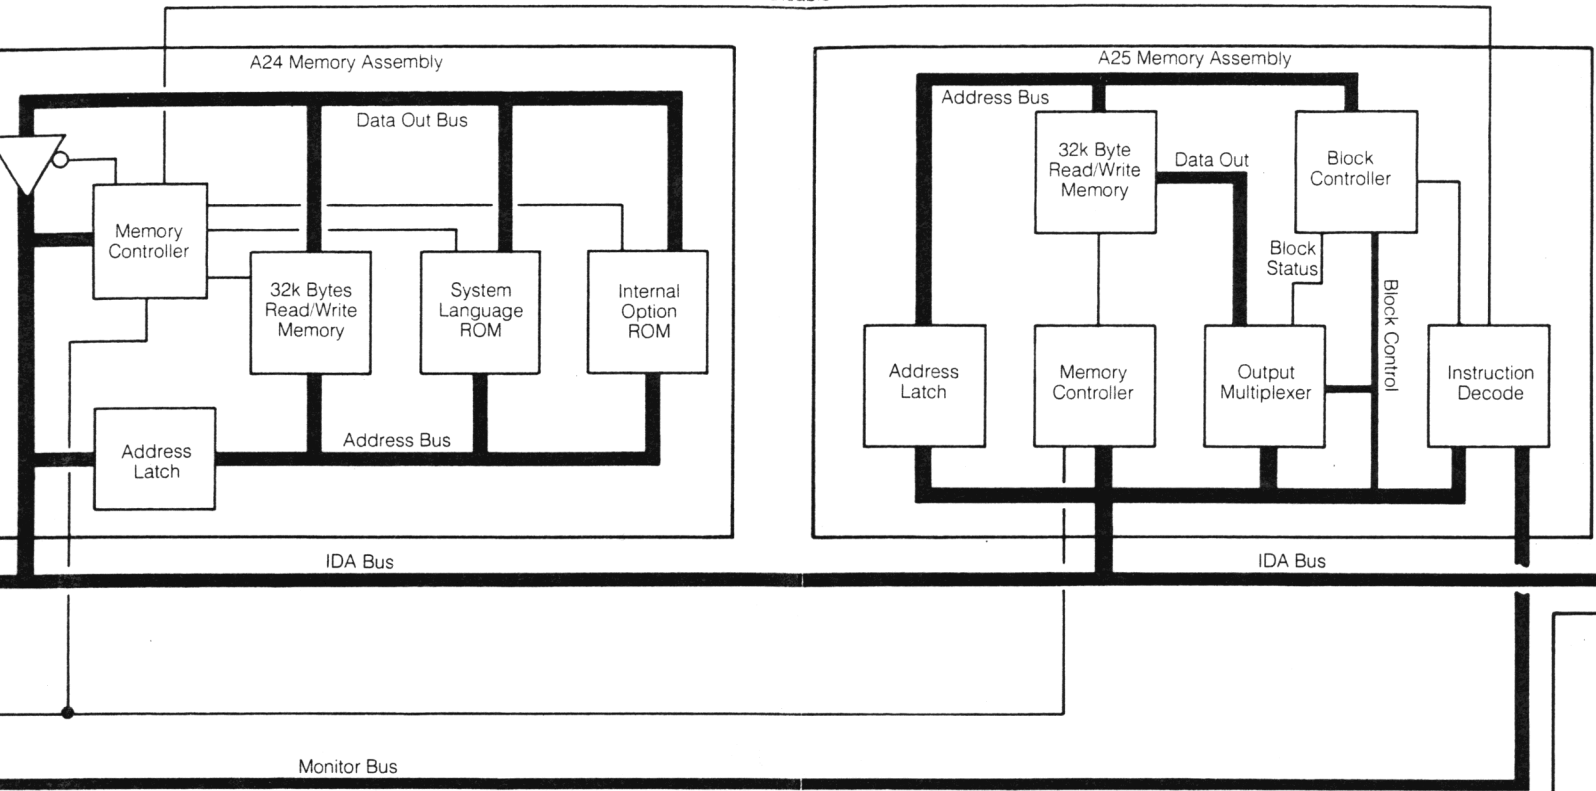 A24 Memory Assembly
Data Out Bus
Memory
Controller
32k Bytes
Read/Write
Memory
System
Language
ROM
Internal
Option
ROM
Address Bus
Address
Latch
IDA Bus
Monitor Bus
A25 Memory Assembly
Address Bus
32k Byte
Read/Write
Memory
Data Out
Block
Controller
Block
Status
Block Control
Address
Latch
Memory
Controller
Output
Multiplexer
Instruction
Decode
IDA Bus